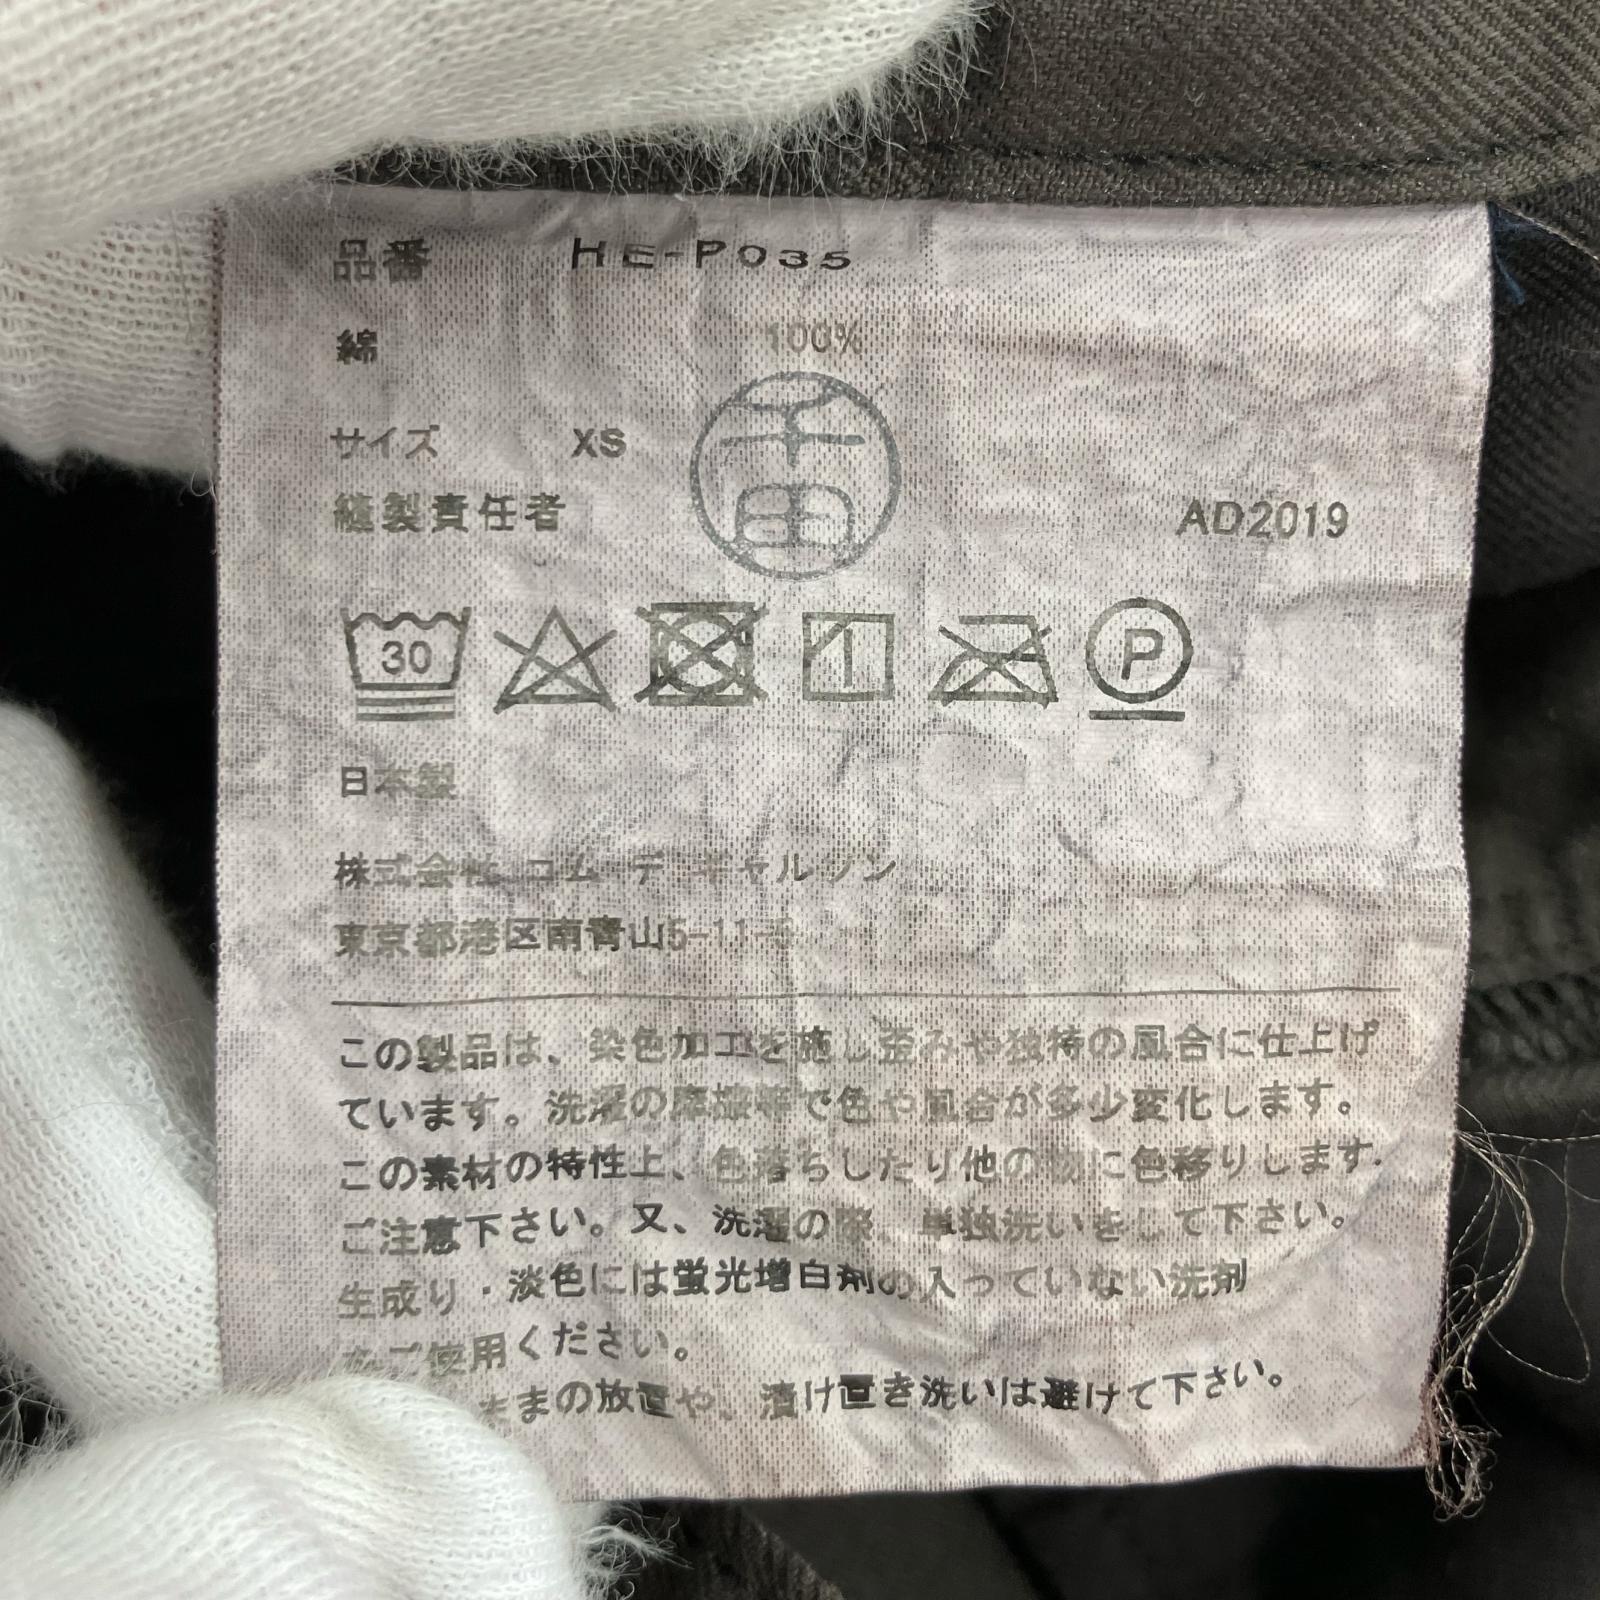 品番 HE-P035
綿 100%
サイズ XS
縫製責任者 千田 AD2019
30 P
日本製
株式会社 コム デ ギャルソン
東京都港区南青山5-11-5
この製品は、染色加工を施し歪みや独特の風合に仕上げ
ています。洗濯の摩擦等で色や風合が多少変化します。
この素材の特性上、色落ちしたり他の物に色移りします.
ご注意下さい。又、洗濯の際、単独洗いをして下さい。
生成り・淡色には蛍光増白剤の入っていない洗剤
をご使用ください。
ままの放置や、漬け置き洗いは避けて下さい。